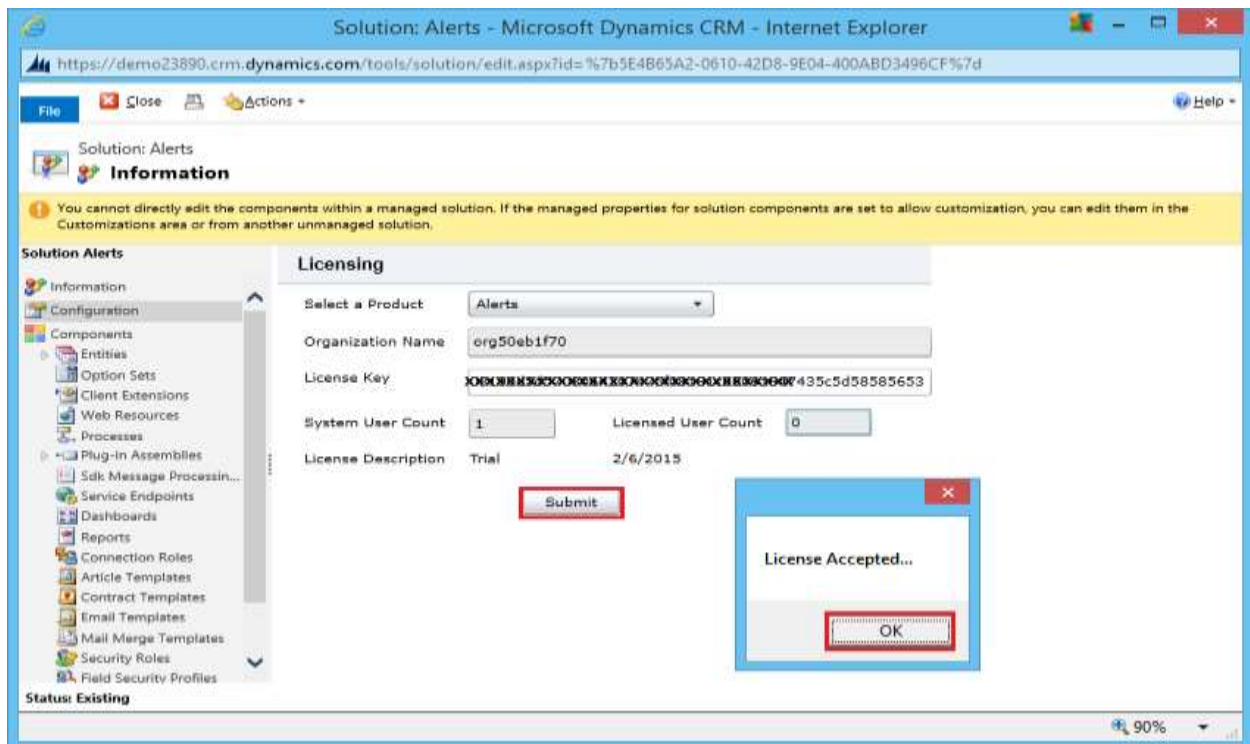 Solution: Alerts - Microsoft Dynamics CRM - Internet Explorer
https://demo23890.crm.dynamics.com/tools/solution/edit.aspx?id=%7b5E4B65A2-0610-42D8-9E04-400ABD3496CF%7d
File Close Actions Help
Solution: Alerts
Information
You cannot directly edit the components within a managed solution. If the managed properties for solution components are set to allow customization, you can edit them in the
Customizations area or from another unmanaged solution.
Solution Alerts
Information
Configuration
Components
Entities
Option Sets
Client Extensions
Web Resources
Processes
Plug-in Assemblies
Sdk Message Processin...
Service Endpoints
Dashboards
Reports
Connection Roles
Article Templates
Contract Templates
Email Templates
Mail Merge Templates
Security Roles
Field Security Profiles
Licensing
Select a Product Alerts
Organization Name org50eb1f70
License Key 435c5d58585653
System User Count 1 Licensed User Count 0
License Description Trial 2/6/2015
Submit
License Accepted...
OK
Status: Existing
90%